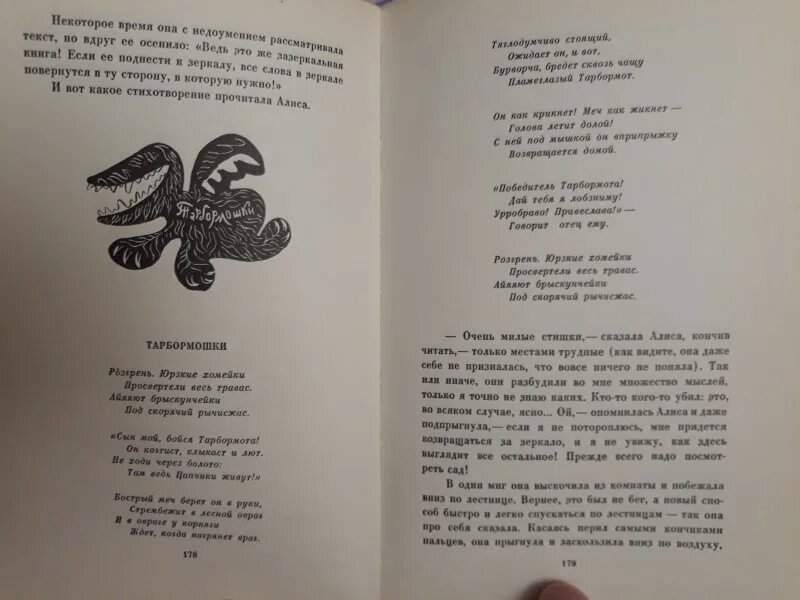 Некоторое время она с недоумением рассматривала
текст, но вдруг ее осенило: «Ведь это же зазеркальная
книга! Если ее поднести к зеркалу, все слова в зеркале
повернутся в ту сторону, в которую нужно!»
И вот какое стихотворение прочитала Алиса.
Тарбормошки
ТАРБОРМОШКИ
Розгрень. Юрзкие хомейки
Просвертели весь травас.
Айяяют брыскунчейки
Под скорячий рычисжас.
«Сын мой, бойся Тарбормота!
Он когтист, клыкаст и лют.
Не ходи через болото:
Там ведь Цапчики живут!»
Вострый меч берет он в руки,
Стрембежит в лесной овраг
И в овраге у коряги
Ждет, когда нагрянет враг.
178
Тяглодумчиво стоящий,
Ожидает он, и вот,
Бурворча, бредет сквозь чащу
Пламеглазый Тарбормот.
Он как крикнет! Меч как жикнет —
Голова летит долой!
С ней под мышкой он вприпрыжку
Возвращается домой.
«Победитель Тарбормота!
Дай тебя я лобзниму!
Урробраво! Привеслава!» —
Говорит отец ему.
Розгрень. Юрзкие хомейки
Просвертели весь травас.
Айяяют брыскунчейки
Под скорячий рычисжас.
— Очень милые стишки,— сказала Алиса, кончив
читать,— только местами трудные (как видите, она даже
себе не призналась, что вовсе ничего не поняла). Так
или иначе, они разбудили во мне множество мыслей,
только я точно не знаю каких. Кто-то кого-то убил: это,
во всяком случае, ясно... Ой,— опомнилась Алиса и даже
подпрыгнула,— если я не потороплюсь, мне придется
возвращаться за зеркало, и я не увижу, как здесь
выглядит все остальное! Прежде всего надо посмот-
реть сад!
В один миг она выскочила из комнаты и побежала
вниз по лестнице. Вернее, это был не бег, а новый спо-
соб быстро и легко спускаться по лестницам — так она
про себя сказала. Касаясь перил самыми кончиками
пальцев, она прыгнула и заскользила вниз по воздуху,
179